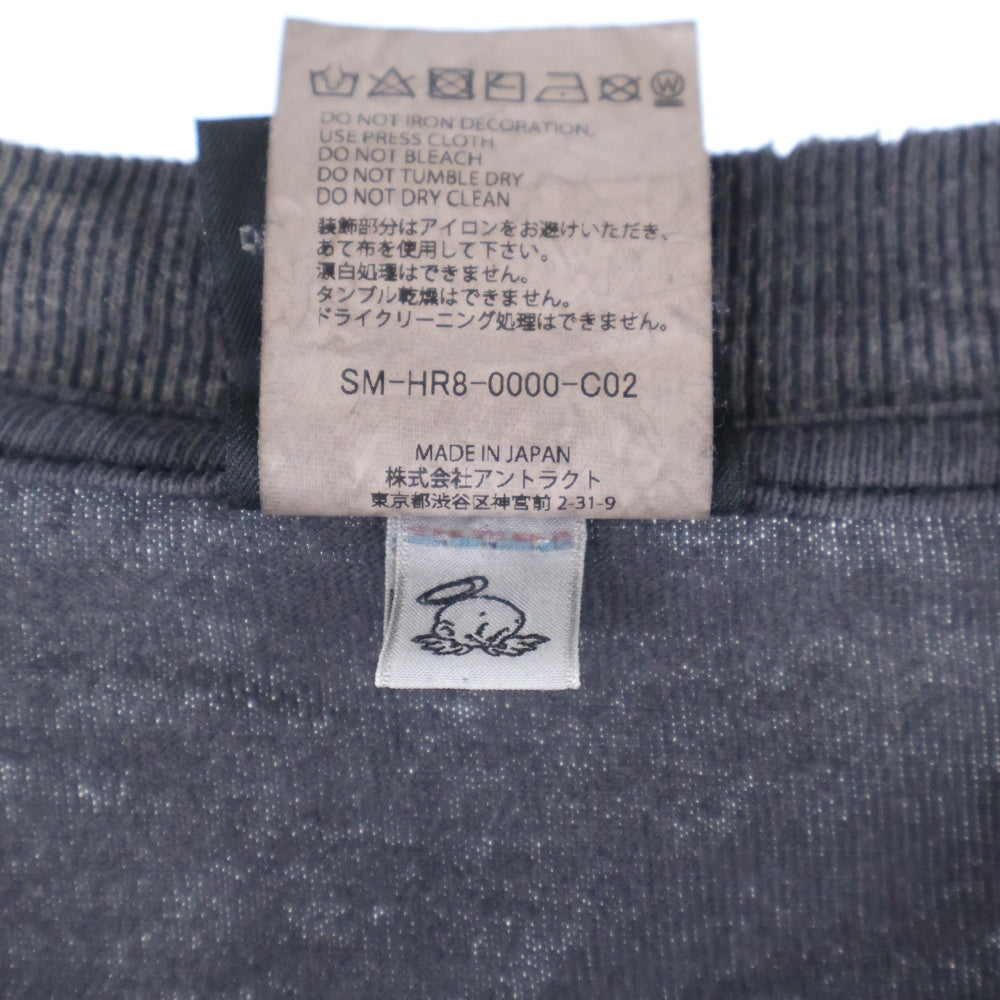 DO NOT IRON DECORATION,
USE PRESS CLOTH
DO NOT BLEACH
DO NOT TUMBLE DRY
DO NOT DRY CLEAN
装飾部分はアイロンをお避けいただき、
あて布を使用して下さい。
漂白処理はできません。
タンブル乾燥はできません。
ドライクリーニング処理はできません。
SM-HR8-0000-C02
MADE IN JAPAN
株式会社アントラクト
東京都渋谷区神宮前 2-31-9